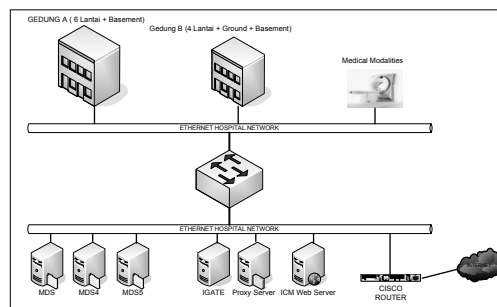 GEDUNG A ( 6 Lantai + Basement)
Gedung B (4 Lantai + Ground + Basement)
Medical Modalities
ETHERNET HOSPITAL NETWORK
ETHERNET HOSPITAL NETWORK
MDS
MDS4
MDS5
IGATE
Proxy Server
ICM Web Server
CISCO
ROUTER
INTERNET